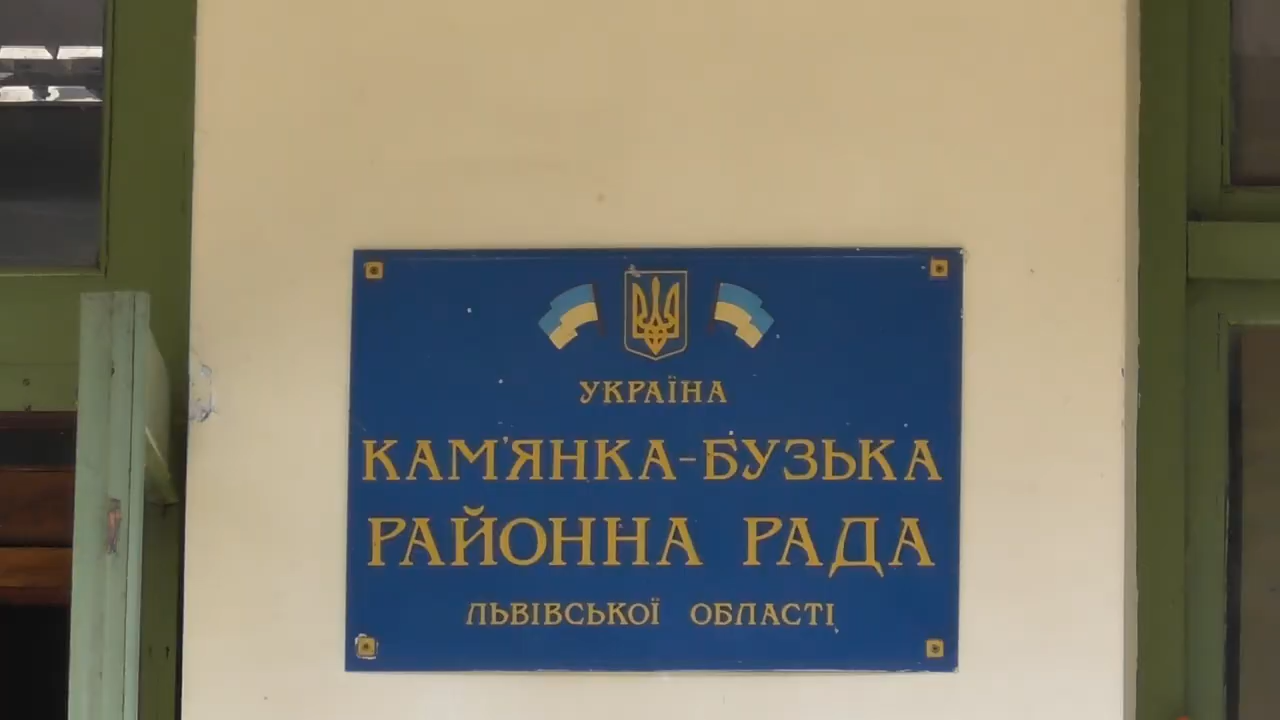 УКРАЇНА
КАМ'ЯНКА-БУЗЬКА
РАЙОННА РАДА
ЛЬВІВСЬКОЇ ОБЛАСТІ